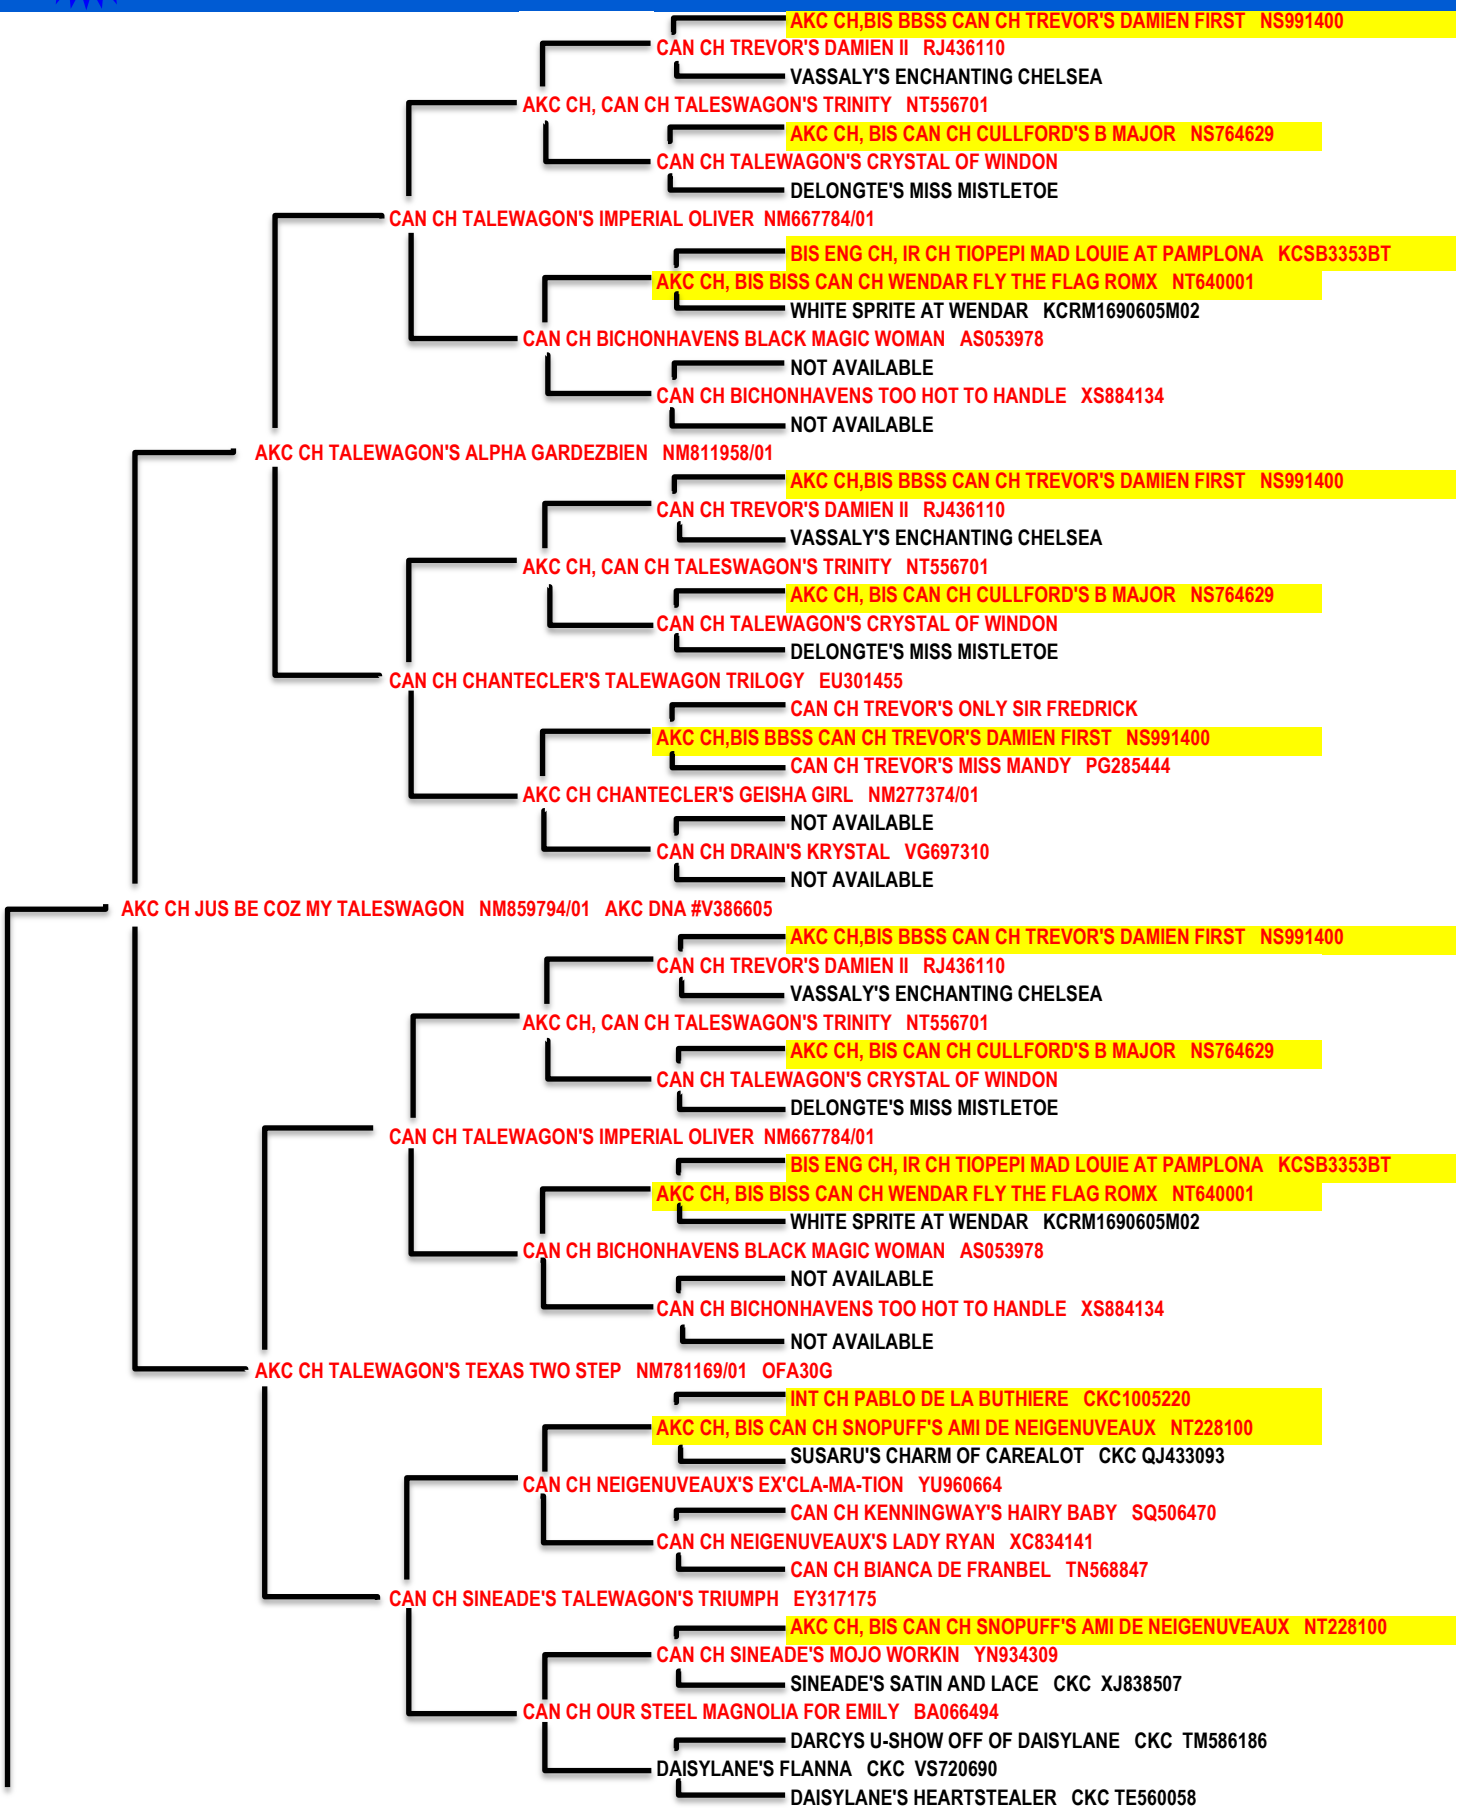 AKC CH,BIS BBSS CAN CH TREVOR'S DAMIEN FIRST NS991400
CAN CH TREVOR'S DAMIEN II RJ436110
VASSALY'S ENCHANTING CHELSEA
AKC CH, CAN CH TALESWAGON'S TRINITY NT556701
AKC CH, BIS CAN CH CULLFORD'S B MAJOR NS764629
CAN CH TALEWAGON'S CRYSTAL OF WINDON
DELONGTE'S MISS MISTLETOE
CAN CH TALEWAGON'S IMPERIAL OLIVER NM667784/01
BIS ENG CH, IR CH TIOPEPI MAD LOUIE AT PAMPLONA KCSB3353BT
AKC CH, BIS BISS CAN CH WENDAR FLY THE FLAG ROMX NT640001
WHITE SPRITE AT WENDAR KCRM1690605M02
CAN CH BICHONHAVENS BLACK MAGIC WOMAN AS053978
NOT AVAILABLE
CAN CH BICHONHAVENS TOO HOT TO HANDLE XS884134
NOT AVAILABLE
AKC CH TALEWAGON'S ALPHA GARDEZBIEN NM811958/01
AKC CH,BIS BBSS CAN CH TREVOR'S DAMIEN FIRST NS991400
CAN CH TREVOR'S DAMIEN II RJ436110
VASSALY'S ENCHANTING CHELSEA
AKC CH, CAN CH TALESWAGON'S TRINITY NT556701
AKC CH, BIS CAN CH CULLFORD'S B MAJOR NS764629
CAN CH TALEWAGON'S CRYSTAL OF WINDON
DELONGTE'S MISS MISTLETOE
CAN CH CHANTECLER'S TALEWAGON TRILOGY EU301455
CAN CH TREVOR'S ONLY SIR FREDRICK
AKC CH,BIS BBSS CAN CH TREVOR'S DAMIEN FIRST NS991400
CAN CH TREVOR'S MISS MANDY PG285444
AKC CH CHANTECLER'S GEISHA GIRL NM277374/01
NOT AVAILABLE
CAN CH DRAIN'S KRYSTAL VG697310
NOT AVAILABLE
AKC CH JUS BE COZ MY TALESWAGON NM859794/01 AKC DNA #V386605
AKC CH,BIS BBSS CAN CH TREVOR'S DAMIEN FIRST NS991400
CAN CH TREVOR'S DAMIEN II RJ436110
VASSALY'S ENCHANTING CHELSEA
AKC CH, CAN CH TALESWAGON'S TRINITY NT556701
AKC CH, BIS CAN CH CULLFORD'S B MAJOR NS764629
CAN CH TALEWAGON'S CRYSTAL OF WINDON
DELONGTE'S MISS MISTLETOE
CAN CH TALEWAGON'S IMPERIAL OLIVER NM667784/01
BIS ENG CH, IR CH TIOPEPI MAD LOUIE AT PAMPLONA KCSB3353BT
AKC CH, BIS BISS CAN CH WENDAR FLY THE FLAG ROMX NT640001
WHITE SPRITE AT WENDAR KCRM1690605M02
CAN CH BICHONHAVENS BLACK MAGIC WOMAN AS053978
NOT AVAILABLE
CAN CH BICHONHAVENS TOO HOT TO HANDLE XS884134
NOT AVAILABLE
AKC CH TALEWAGON'S TEXAS TWO STEP NM781169/01 OFA30G
INT CH PABLO DE LA BUTHIERE CKC1005220
AKC CH, BIS CAN CH SNOPUFF'S AMI DE NEIGENUVEAUX NT228100
SUSARU'S CHARM OF CAREALOT CKC QJ433093
CAN CH NEIGENUVEAUX'S EX'CLA-MA-TION YU960664
CAN CH KENNINGWAY'S HAIRY BABY SQ506470
CAN CH NEIGENUVEAUX'S LADY RYAN XC834141
CAN CH BIANCA DE FRANBEL TN568847
CAN CH SINEADE'S TALEWAGON'S TRIUMPH EY317175
AKC CH, BIS CAN CH SNOPUFF'S AMI DE NEIGENUVEAUX NT228100
CAN CH SINEADE'S MOJO WORKIN YN934309
SINEADE'S SATIN AND LACE CKC XJ838507
CAN CH OUR STEEL MAGNOLIA FOR EMILY BA066494
DARCYS U-SHOW OFF OF DAISYLANE CKC TM586186
DAISYLANE'S FLANNA CKC VS720690
DAISYLANE'S HEARTSTEALER CKC TE560058